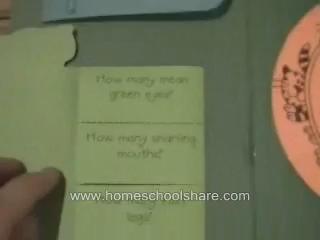 How many mean
green eyes?
How many snarling
mouths?
www.homeschoolshare.com
legs?